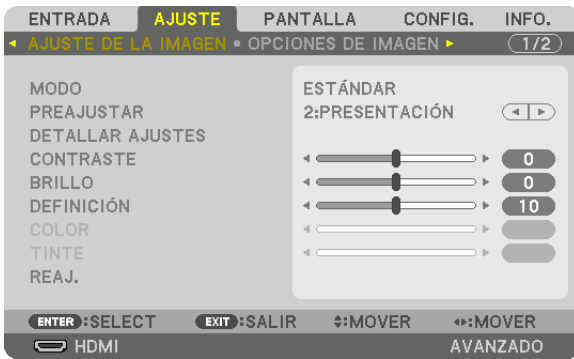 ENTRADA AJUSTE PANTALLA CONFIG. INFO.
AJUSTE DE LA IMAGEN • OPCIONES DE IMAGEN 1/2
MODO ESTÁNDAR
PREAJUSTAR 2:PRESENTACIÓN
DETALLAR AJUSTES
CONTRASTE 0
BRILLO 0
DEFINICIÓN 10
COLOR
TINTE
REAJ.
ENTER :SELECT EXIT :SALIR :MOVER :MOVER
HDMI AVANZADO